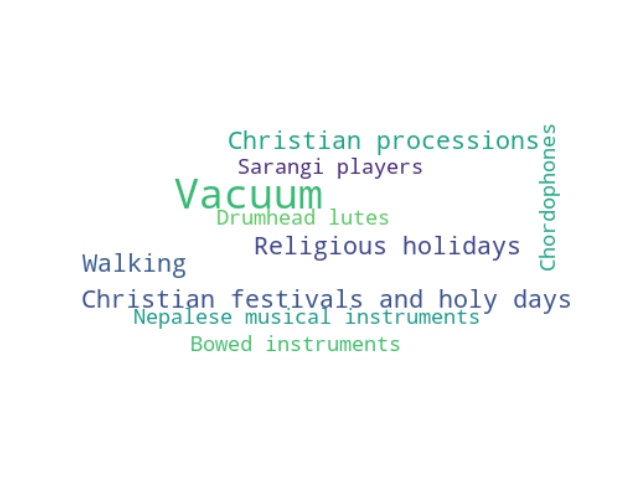 Christian processions
Chordophones
Sarangi players
Vacuum
Drumhead lutes
Religious holidays
Walking
Christian festivals and holy days
Nepalese musical instruments
Bowed instruments